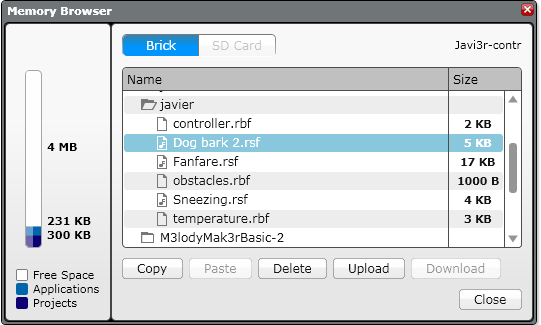 Memory Browser
Brick SD Card Javi3r-contr
Name Size
javier
controller.rbf 2 KB
Dog bark 2.rsf 5 KB
4 MB
Fanfare.rsf 17 KB
obstacles.rbf 1000 B
Sneezing.rsf 4 KB
231 KB
temperature.rbf 3 KB
300 KB
M3lodyMak3rBasic-2
Copy Paste Delete Upload Download
Free Space
Applications
Projects
Close